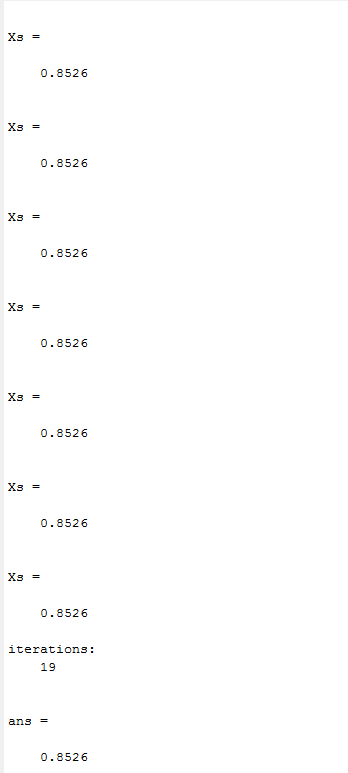 Xs =
0.8526
Xs =
0.8526
Xs =
0.8526
Xs =
0.8526
Xs =
0.8526
Xs =
0.8526
Xs =
0.8526
iterations:
19
ans =
0.8526